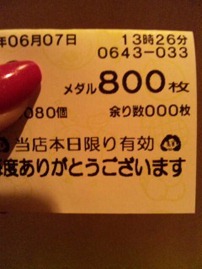 年06月07日 13時26分
0643-033
メダル 800枚
080個 余り数000枚
当店本日限り有効
度ありがとうございます